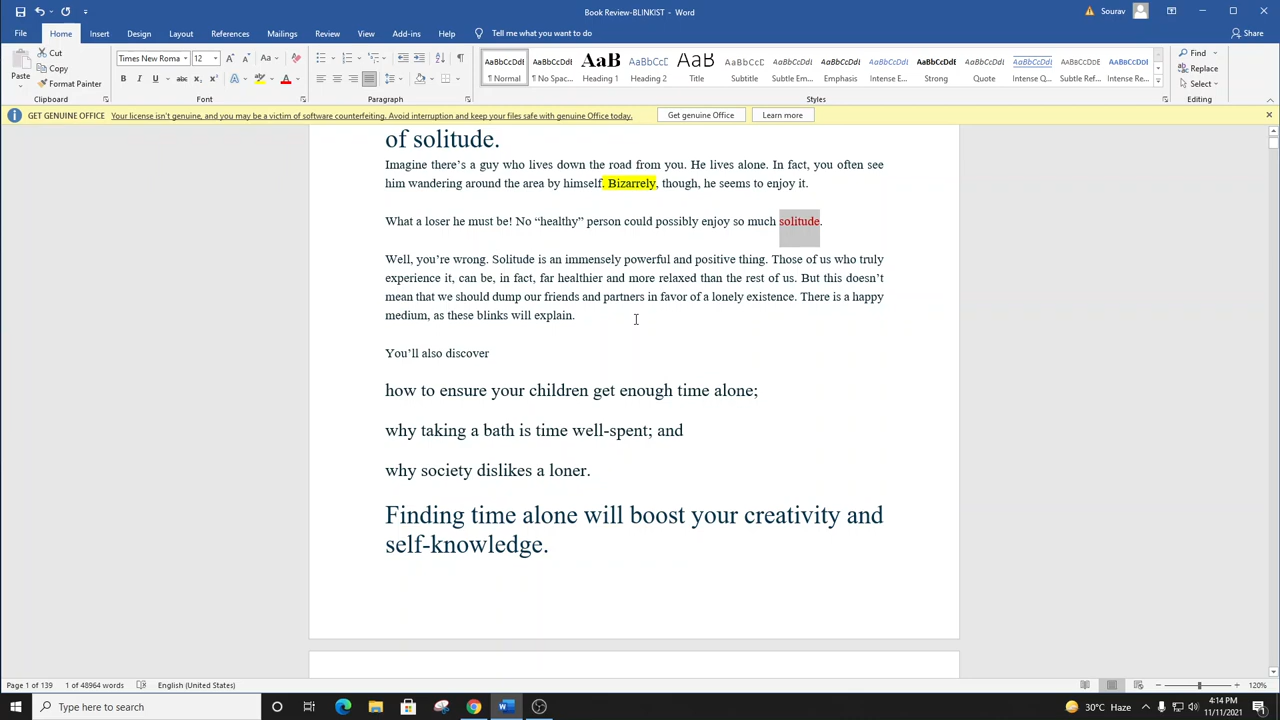 Book Review-BLINKIST - Word
Sourav
File Home Insert Draw Design Layout References Mailings Review View Add-ins Help Tell me what you want to do Share
Paste
Cut
Copy
Format Painter
Clipboard
Times New Roma 12
Font
Paragraph
AaBbCcDdE AaBbCcDdE AaB AaBbCcC AaB AaBbCcD AaBbCcDdl AaBbCcDdl AaBbCcDdl AaBbCcDdl AaBbCcDdl AaBbCcDdl AaBbCcDdE AaBbCcDdE
¶ Normal ¶ No Spac... Heading 1 Heading 2 Title Subtitle Subtle Em... Emphasis Intense E... Strong Quote Intense Q... Subtle Ref... Intense Re...
Styles
Find
Replace
Select
Editing
GET GENUINE OFFICE Your license isn't genuine, and you may be a victim of software counterfeiting. Avoid interruption and keep your files safe with genuine Office today. Get genuine Office Learn more
of solitude.
Imagine there’s a guy who lives down the road from you. He lives alone. In fact, you often see
him wandering around the area by himself. Bizarrely, though, he seems to enjoy it.
What a loser he must be! No “healthy” person could possibly enjoy so much solitude.
Well, you’re wrong. Solitude is an immensely powerful and positive thing. Those of us who truly
experience it, can be, in fact, far healthier and more relaxed than the rest of us. But this doesn’t
mean that we should dump our friends and partners in favor of a lonely existence. There is a happy
medium, as these blinks will explain.
You’ll also discover
how to ensure your children get enough time alone;
why taking a bath is time well-spent; and
why society dislikes a loner.
Finding time alone will boost your creativity and
self-knowledge.
Page 1 of 139 1 of 48964 words English (United States) 120%
Type here to search
30°C Haze
4:14 PM
11/11/2021